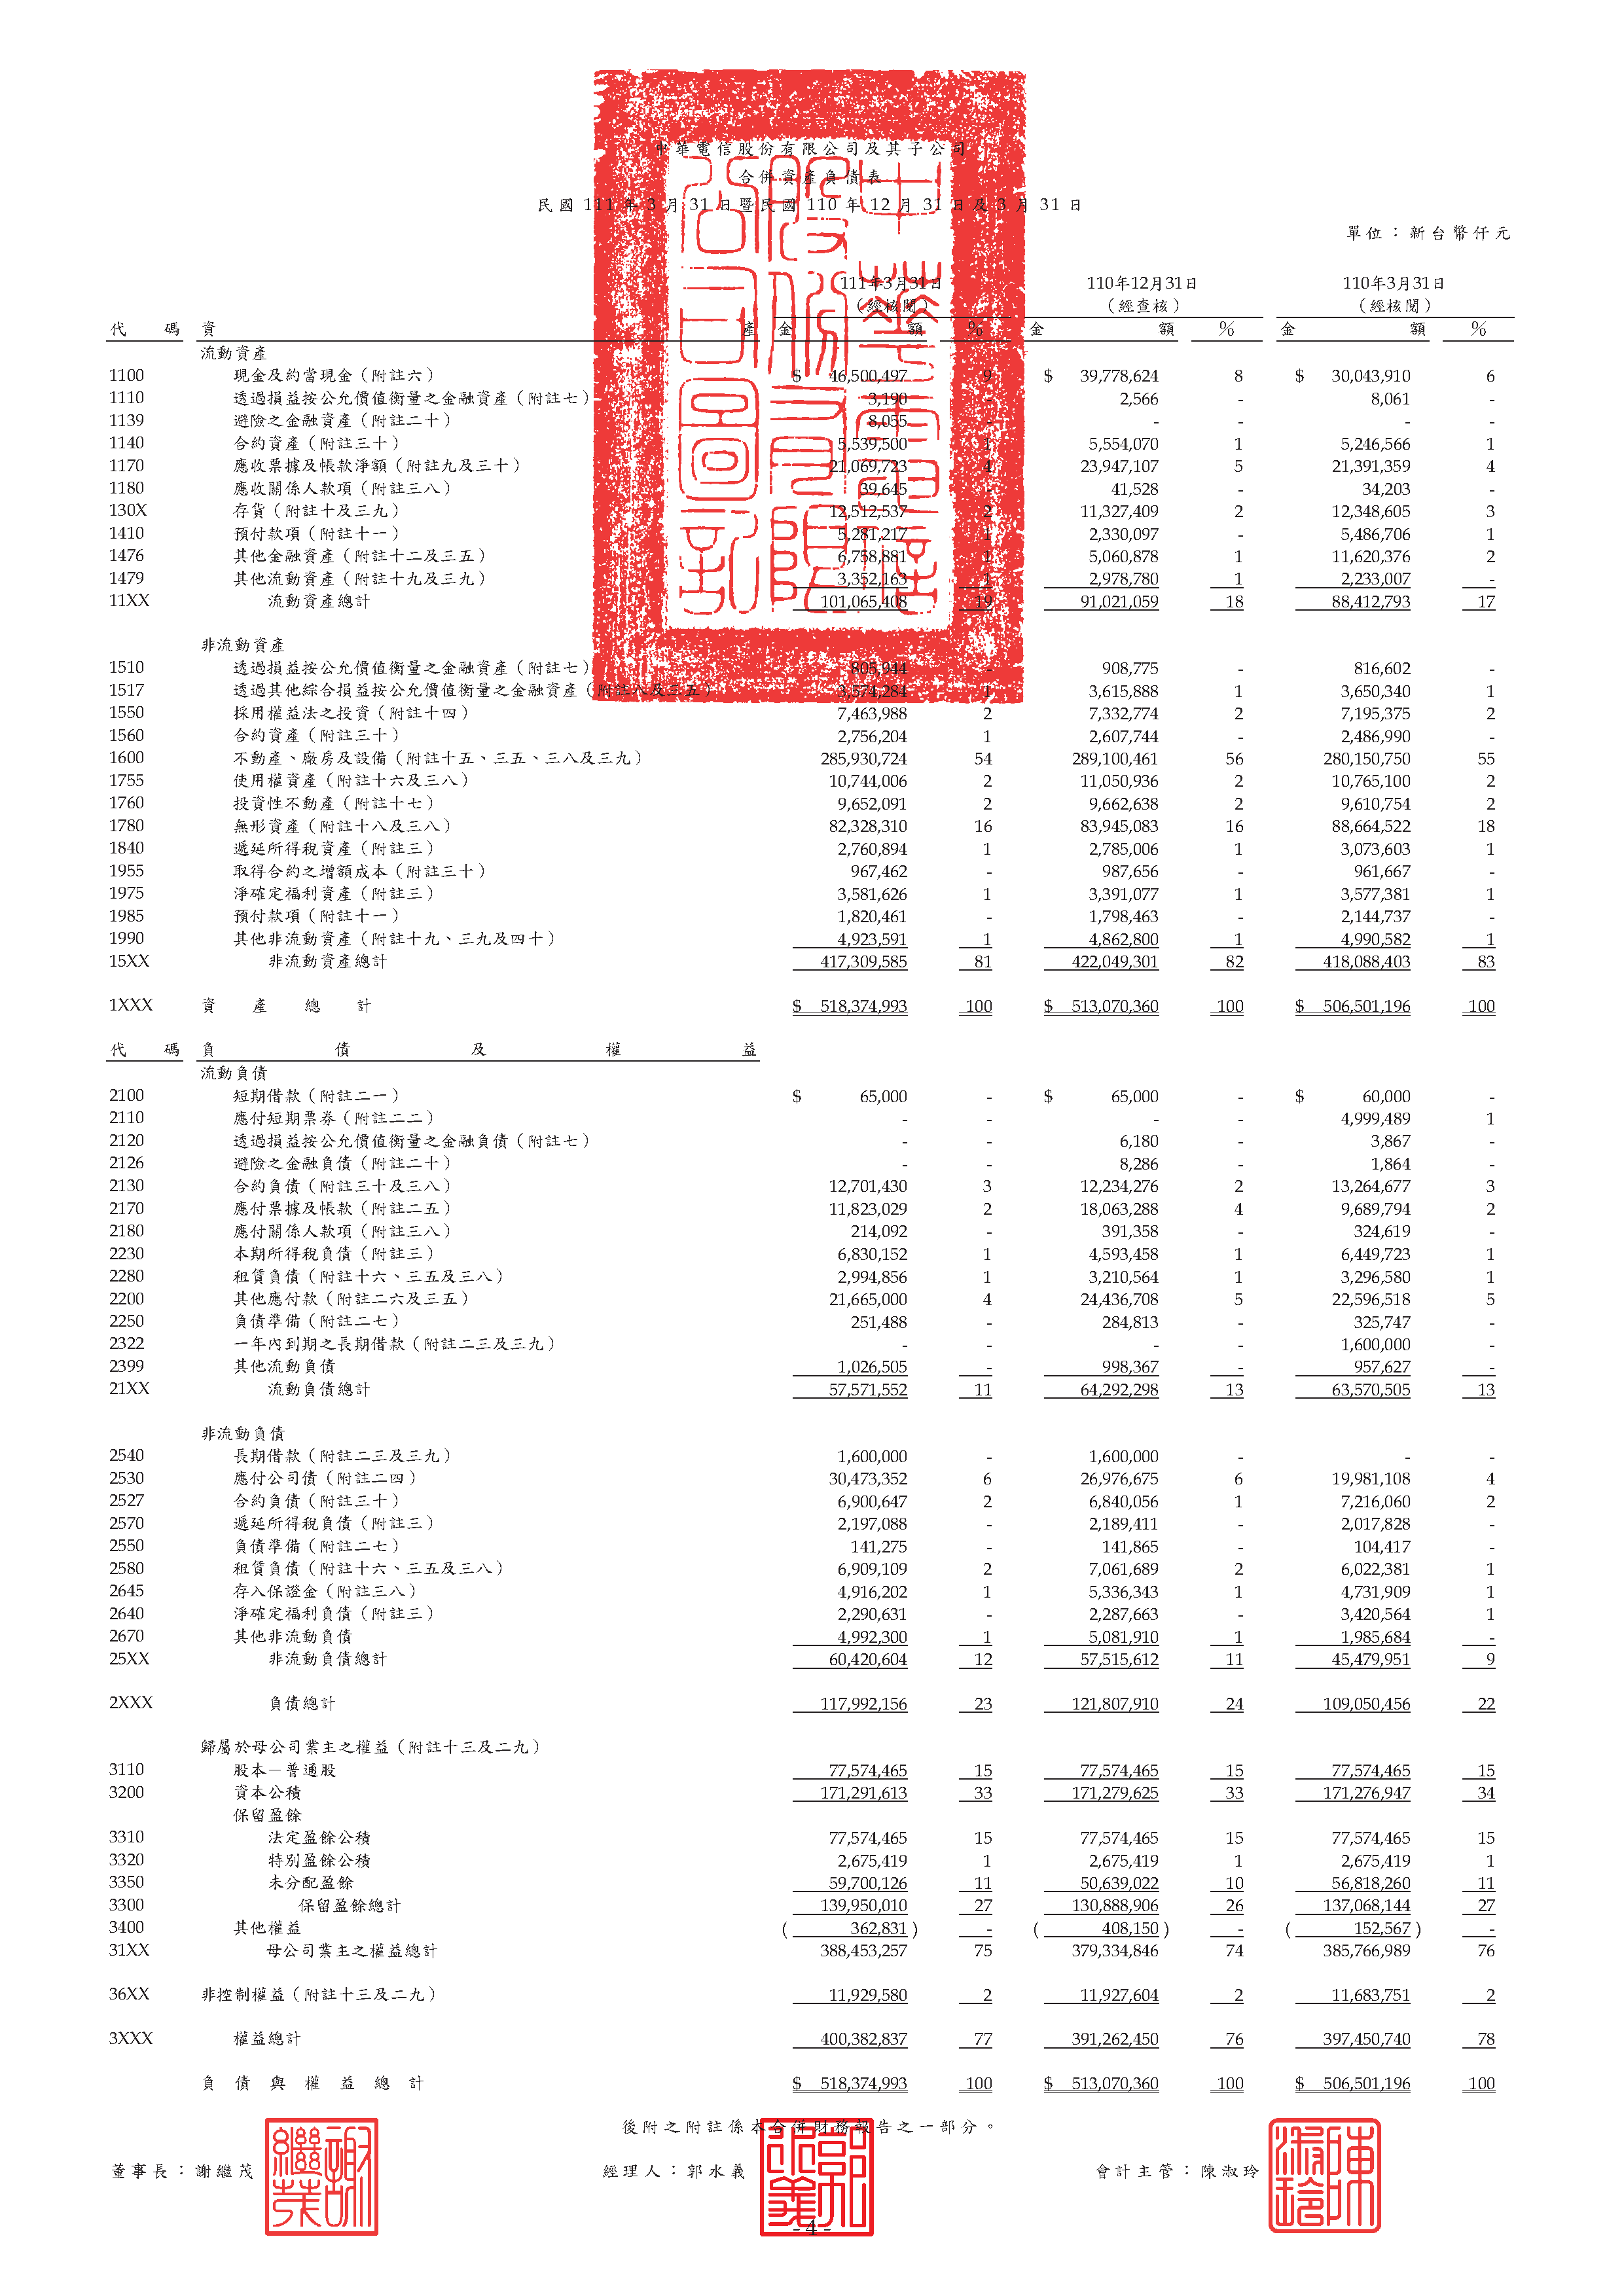 中華電信股份有限公司及其子公司
合併資產負債表
民國 111 年 3 月 31 日暨民國 110 年 12 月 31 日及 3 月 31 日
單位：新台幣仟元
111年3月31日 110年12月31日 110年3月31日
（經核閱） （經查核） （經核閱）
代 碼 資 產 金 額 % 金 額 % 金 額 %
流動資產
1100 現金及約當現金（附註六） $ 46,500,497 9 $ 39,778,624 8 $ 30,043,910 6
1110 透過損益按公允價值衡量之金融資產（附註七） 3,190 - 2,566 - 8,061 -
1139 避險之金融資產（附註二十） 8,055 - - - - -
1140 合約資產（附註三十） 5,539,500 1 5,554,070 1 5,246,566 1
1170 應收票據及帳款淨額（附註九及三十） 21,069,723 4 23,947,107 5 21,391,359 4
1180 應收關係人款項（附註三八） 39,645 - 41,528 - 34,203 -
130X 存貨（附註十及三九） 12,512,537 2 11,327,409 2 12,348,605 3
1410 預付款項（附註十一） 5,281,217 1 2,330,097 - 5,486,706 1
1476 其他金融資產（附註十二及三五） 6,758,881 1 5,060,878 1 11,620,376 2
1479 其他流動資產（附註十九及三九） 3,352,163 1 2,978,780 1 2,233,007 -
11XX 流動資產總計 101,065,408 19 91,021,059 18 88,412,793 17
非流動資產
1510 透過損益按公允價值衡量之金融資產（附註七） 805,944 - 908,775 - 816,602 -
1517 透過其他綜合損益按公允價值衡量之金融資產（附註八及三五） 3,574,284 1 3,615,888 1 3,650,340 1
1550 採用權益法之投資（附註十四） 7,463,988 2 7,332,774 2 7,195,375 2
1560 合約資產（附註三十） 2,756,204 1 2,607,744 - 2,486,990 -
1600 不動產、廠房及設備（附註十五、三五、三八及三九） 285,930,724 54 289,100,461 56 280,150,750 55
1755 使用權資產（附註十六及三八） 10,744,006 2 11,050,936 2 10,765,100 2
1760 投資性不動產（附註十七） 9,652,091 2 9,662,638 2 9,610,754 2
1780 無形資產（附註十八及三八） 82,328,310 16 83,945,083 16 88,664,522 18
1840 遞延所得稅資產（附註三） 2,760,894 1 2,785,006 1 3,073,603 1
1955 取得合約之增額成本（附註三十） 967,462 - 987,656 - 961,667 -
1975 淨確定福利資產（附註三） 3,581,626 1 3,391,077 1 3,577,381 1
1985 預付款項（附註十一） 1,820,461 - 1,798,463 - 2,144,737 -
1990 其他非流動資產（附註十九、三九及四十） 4,923,591 1 4,862,800 1 4,990,582 1
15XX 非流動資產總計 417,309,585 81 422,049,301 82 418,088,403 83
1XXX 資 產 總 計 $ 518,374,993 100 $ 513,070,360 100 $ 506,501,196 100
代 碼 負 債 及 權 益
流動負債
2100 短期借款（附註二一） $ 65,000 - $ 65,000 - $ 60,000 -
2110 應付短期票券（附註二二） - - - - 4,999,489 1
2120 透過損益按公允價值衡量之金融負債（附註七） - - 6,180 - 3,867 -
2126 避險之金融負債（附註二十） - - 8,286 - 1,864 -
2130 合約負債（附註三十及三八） 12,701,430 3 12,234,276 2 13,264,677 3
2170 應付票據及帳款（附註二五） 11,823,029 2 18,063,288 4 9,689,794 2
2180 應付關係人款項（附註三八） 214,092 - 391,358 - 324,619 -
2230 本期所得稅負債（附註三） 6,830,152 1 4,593,458 1 6,449,723 1
2280 租賃負債（附註十六、三五及三八） 2,994,856 1 3,210,564 1 3,296,580 1
2200 其他應付款（附註二六及三五） 21,665,000 4 24,436,708 5 22,596,518 5
2250 負債準備（附註二七） 251,488 - 284,813 - 325,747 -
2322 一年內到期之長期借款（附註二三及三九） - - - - 1,600,000 -
2399 其他流動負債 1,026,505 - 998,367 - 957,627 -
21XX 流動負債總計 57,571,552 11 64,292,298 13 63,570,505 13
非流動負債
2540 長期借款（附註二三及三九） 1,600,000 - 1,600,000 - - -
2530 應付公司債（附註二四） 30,473,352 6 26,976,675 6 19,981,108 4
2527 合約負債（附註三十） 6,900,647 2 6,840,056 1 7,216,060 2
2570 遞延所得稅負債（附註三） 2,197,088 - 2,189,411 - 2,017,828 -
2550 負債準備（附註二七） 141,275 - 141,865 - 104,417 -
2580 租賃負債（附註十六、三五及三八） 6,909,109 2 7,061,689 2 6,022,381 1
2645 存入保證金（附註三八） 4,916,202 1 5,336,343 1 4,731,909 1
2640 淨確定福利負債（附註三） 2,290,631 - 2,287,663 - 3,420,564 1
2670 其他非流動負債 4,992,300 1 5,081,910 1 1,985,684 -
25XX 非流動負債總計 60,420,604 12 57,515,612 11 45,479,951 9
2XXX 負債總計 117,992,156 23 121,807,910 24 109,050,456 22
歸屬於母公司業主之權益（附註十三及二九）
3110 股本－普通股 77,574,465 15 77,574,465 15 77,574,465 15
3200 資本公積 171,291,613 33 171,279,625 33 171,276,947 34
保留盈餘
3310 法定盈餘公積 77,574,465 15 77,574,465 15 77,574,465 15
3320 特別盈餘公積 2,675,419 1 2,675,419 1 2,675,419 1
3350 未分配盈餘 59,700,126 11 50,639,022 10 56,818,260 11
3300 保留盈餘總計 139,950,010 27 130,888,906 26 137,068,144 27
3400 其他權益 ( 362,831 ) - ( 408,150 ) - ( 152,567 ) -
31XX 母公司業主之權益總計 388,453,257 75 379,334,846 74 385,766,989 76
36XX 非控制權益（附註十三及二九） 11,929,580 2 11,927,604 2 11,683,751 2
3XXX 權益總計 400,382,837 77 391,262,450 76 397,450,740 78
負 債 與 權 益 總 計 $ 518,374,993 100 $ 513,070,360 100 $ 506,501,196 100
後附之附註係本合併財務報告之一部分。
董事長：謝繼茂 經理人：郭水義 會計主管：陳淑玲
- 4 -